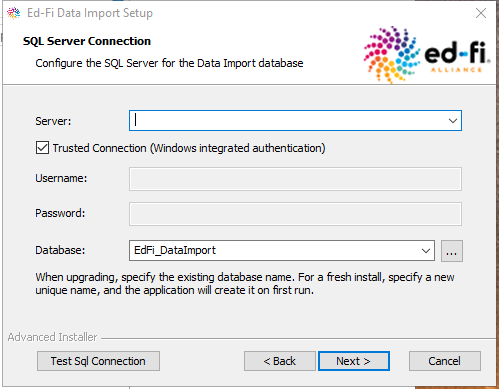 Ed-Fi Data Import Setup
SQL Server Connection
Configure the SQL Server for the Data Import database
ed-fi
ALLIANCE
Server:
Trusted Connection (Windows integrated authentication)
Username:
Password:
Database: EdFi_DataImport ...
When upgrading, specify the existing database name. For a fresh install, specify a new
unique name, and the application will create it on first run.
Advanced Installer
Test Sql Connection < Back Next > Cancel